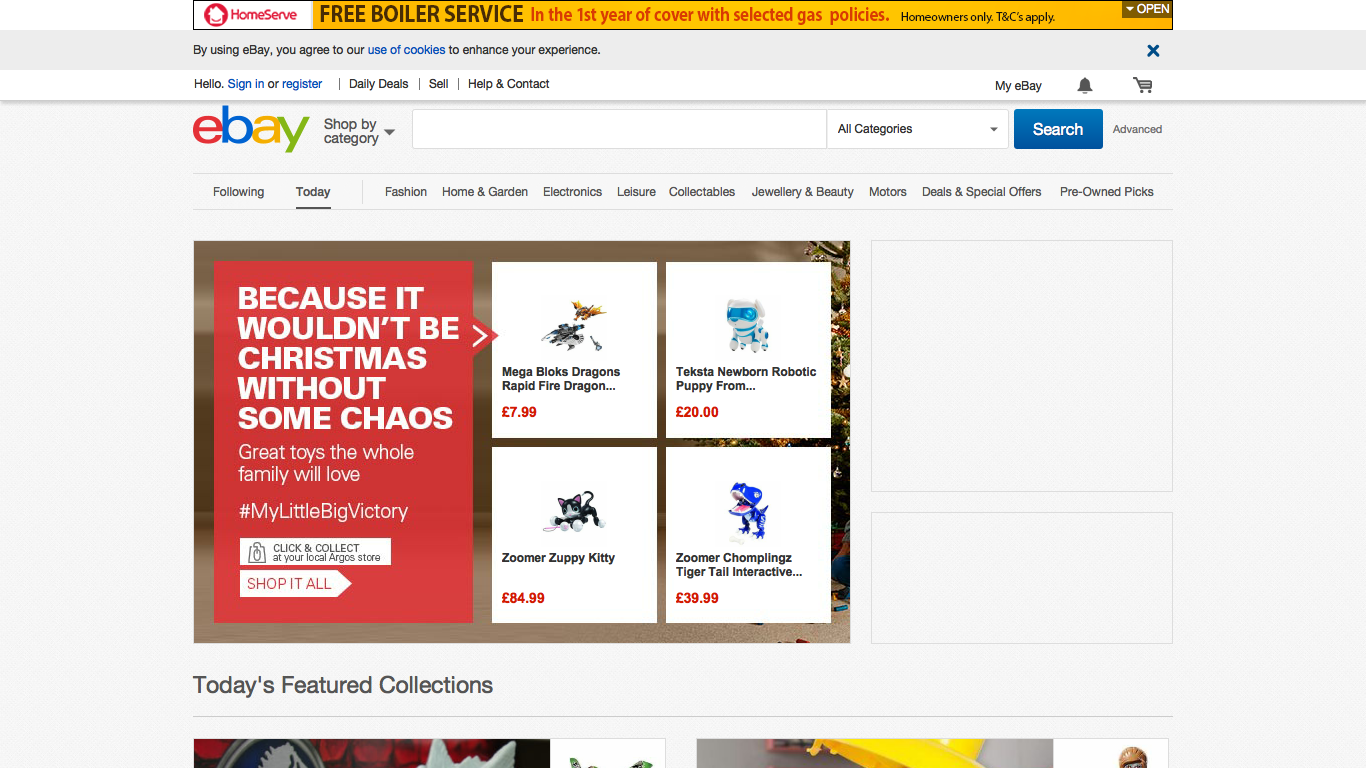 HomeServe
FREE BOILER SERVICE In the 1st year of cover with selected gas policies. Homeowners only. T&C's apply.
OPEN
By using eBay, you agree to our use of cookies to enhance your experience.
Hello. Sign in or register
Daily Deals
Sell
Help & Contact
My eBay
ebay
Shop by
category
All Categories
Search
Advanced
Following
Today
Fashion
Home & Garden
Electronics
Leisure
Collectables
Jewellery & Beauty
Motors
Deals & Special Offers
Pre-Owned Picks
BECAUSE IT
WOULDN'T BE
CHRISTMAS
WITHOUT
SOME CHAOS
Great toys the whole
family will love
#MyLittleBigVictory
CLICK & COLLECT
at your local Argos store
SHOP IT ALL
Mega Bloks Dragons
Rapid Fire Dragon...
£7.99
Teksta Newborn Robotic
Puppy From...
£20.00
Zoomer Zuppy Kitty
£84.99
Zoomer Chomplingz
Tiger Tail Interactive...
£39.99
Today's Featured Collections